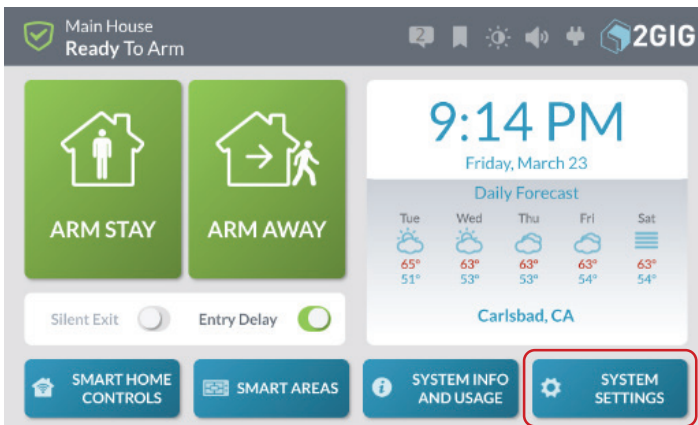 Main House
Ready To Arm
2
2GIG
ARM STAY
ARM AWAY
9:14 PM
Friday, March 23
Daily Forecast
Tue Wed Thu Fri Sat
65° 63° 63° 63° 63°
51° 53° 53° 54° 54°
Carlsbad, CA
Silent Exit
Entry Delay
SMART HOME
CONTROLS
SMART AREAS
SYSTEM INFO
AND USAGE
SYSTEM
SETTINGS